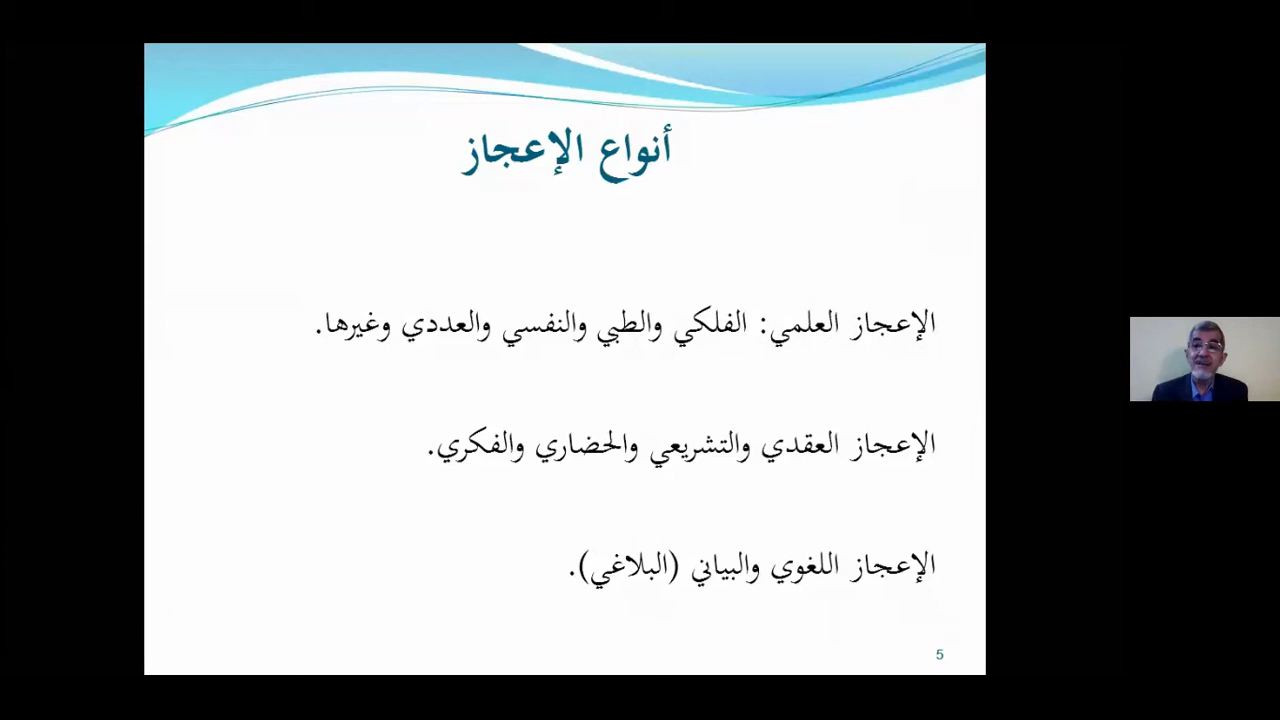 أنواع الإعجاز
الإعجاز العلمي: الفلكي والطبي والنفسي والعددي وغيرها.
الإعجاز العقدي والتشريعي والحضاري والفكري.
الإعجاز اللغوي والبياني (البلاغي).
5